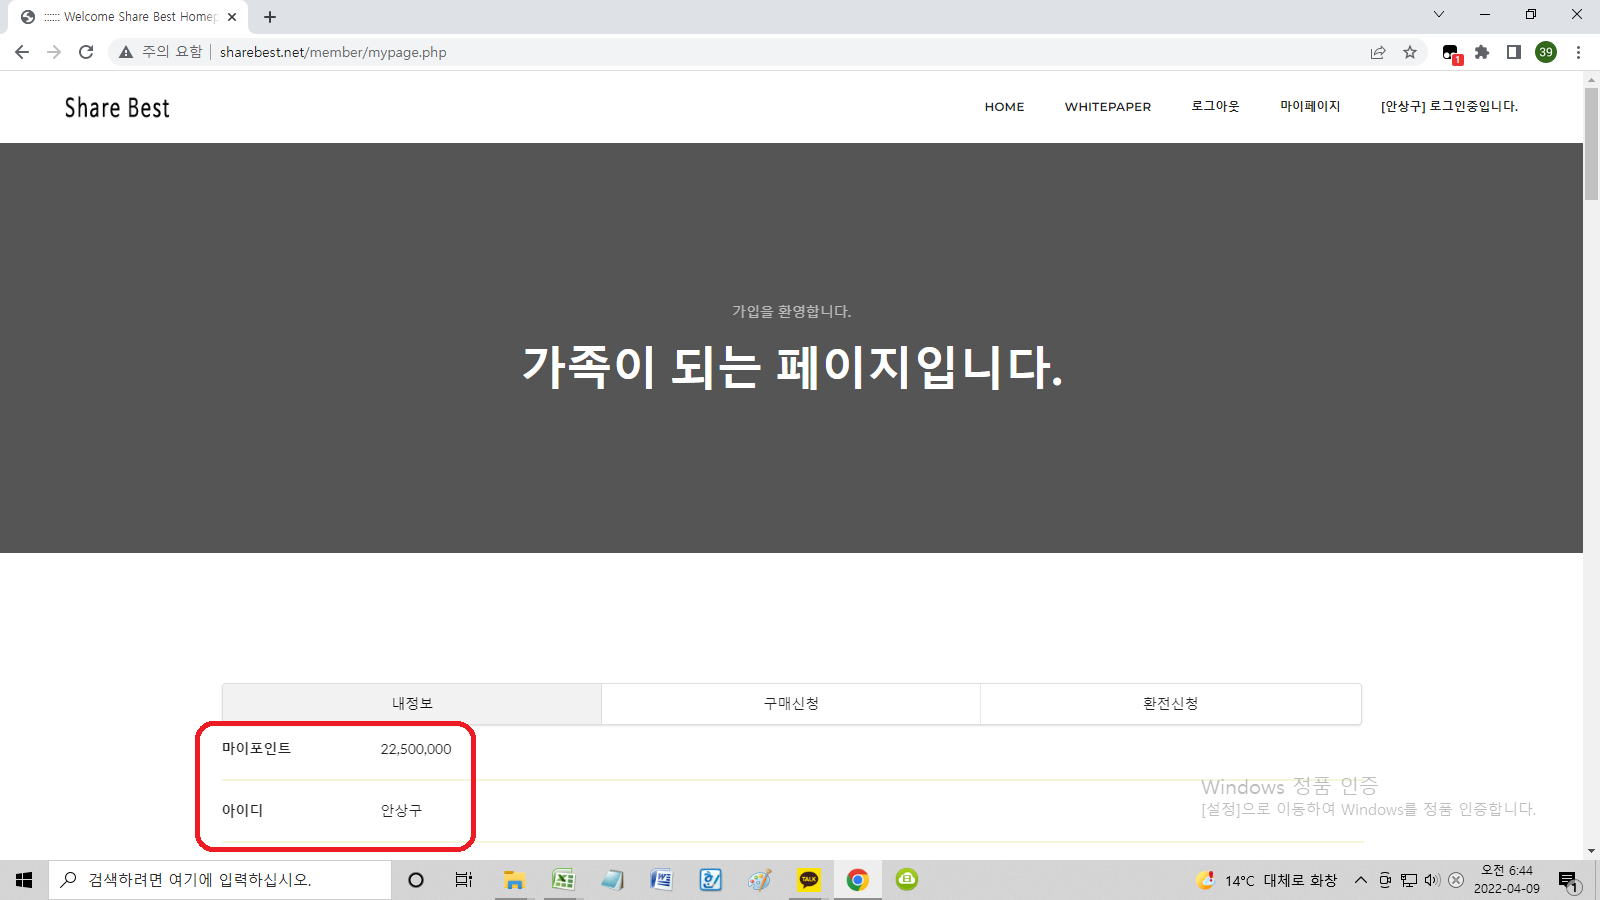 :::::: Welcome Share Best Homep
주의 요함 | sharebest.net/member/mypage.php
1
39
Share Best
HOME WHITEPAPER 로그아웃 마이페이지 [안상구] 로그인중입니다.
가입을 환영합니다.
가족이 되는 페이지입니다.
내정보 구매신청 환전신청
마이포인트 22,500,000
아이디 안상구
Windows 정품 인증
[설정]으로 이동하여 Windows를 정품 인증합니다.
검색하려면 여기에 입력하십시오.
TALK
14°C 대체로 화창
오전 6:44
2022-04-09
1